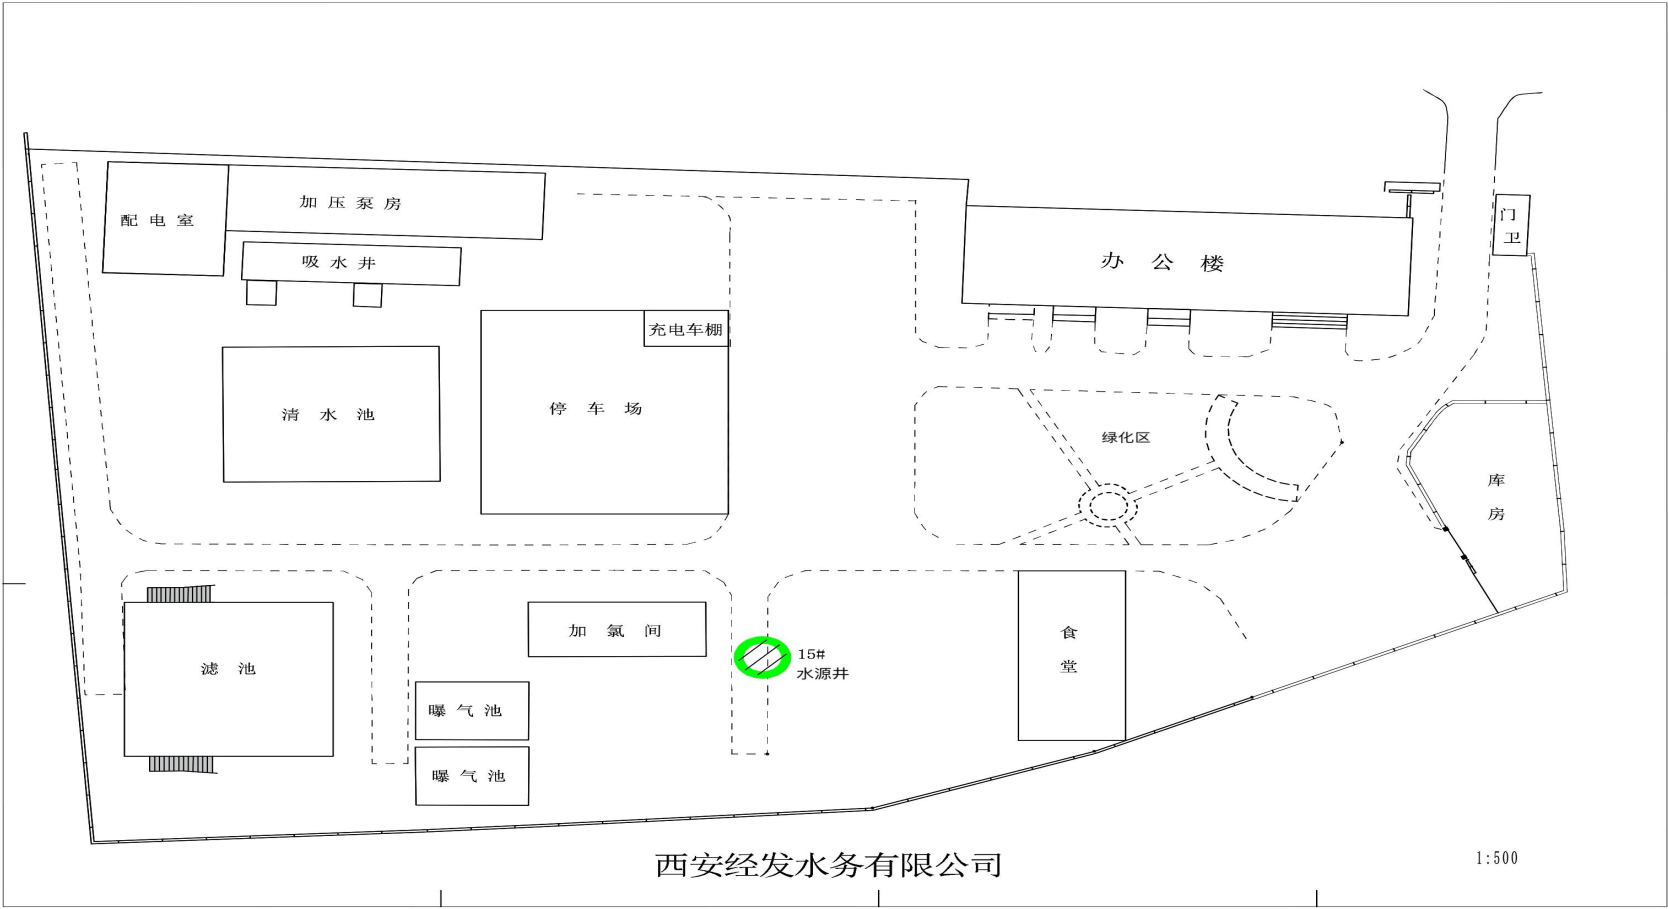 配电室
加压泵房
吸水井
办公楼
门
卫
充电车棚
清水池
停车场
绿化区
库
房
加氯间
15#
水源井
食
堂
滤池
曝气池
曝气池
西安经发水务有限公司
1:500